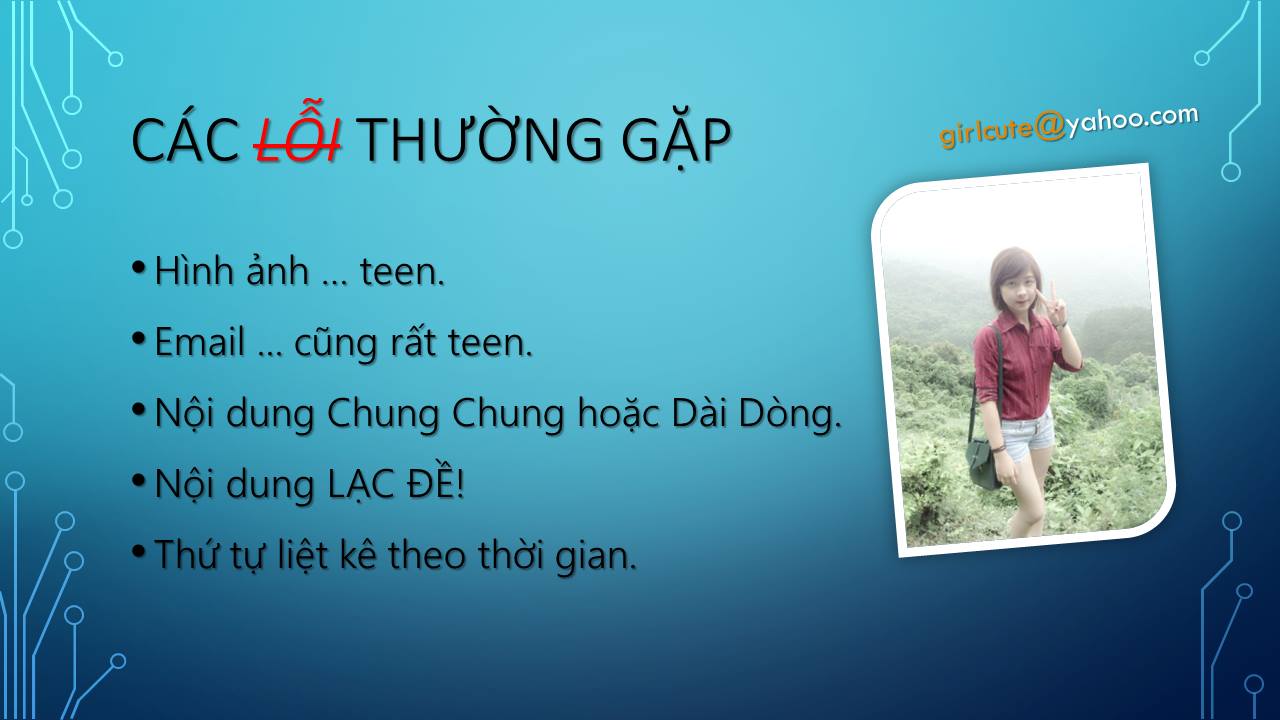 CÁC LỖI THƯỜNG GẶP
girlcute@yahoo.com
• Hình ảnh ... teen.
• Email ... cũng rất teen.
• Nội dung Chung Chung hoặc Dài Dòng.
• Nội dung LẠC ĐỀ!
• Thứ tự liệt kê theo thời gian.